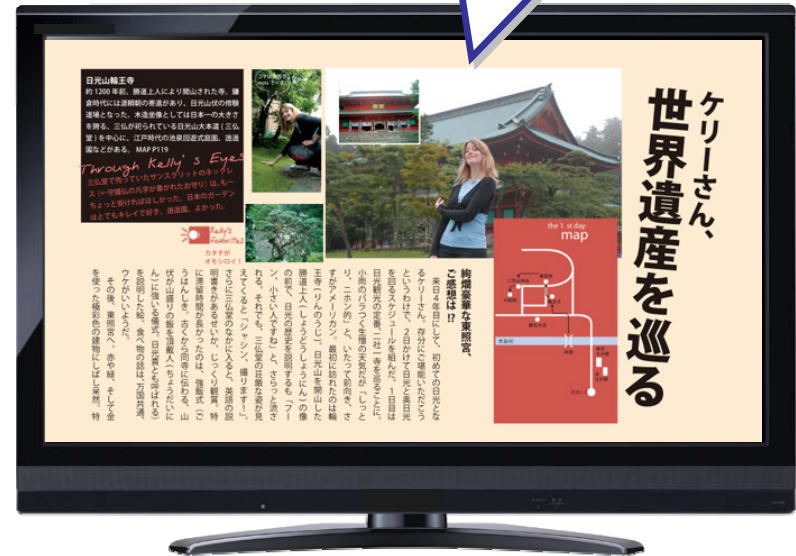 ケリーさん、
世界遺産を巡る
日光山輪王寺
約1200年前、勝道上人により開山された寺。鎌
倉時代には源頼朝の寄進があり、日光山伏の修験
道場となった。木造坐像としては日本一の大きさ
を誇る、三仏が祀られている日光山大本道(三仏
堂)を中心に、江戸時代の池泉回遊式庭園、逍遥
園などがある。 MAP P119
Through Kelly's Eyes
三仏堂で売っていたサンスクリットのネックレ
ス(←守護仏の凡字が書かれたお守り)は、もー
ちょっと安ければほしかった。日本のガーデン
はとてもキレイで好き。逍遥園、よかった。
Kelly's
favorites
カタチが
オモシロイ!
the 1st day
map
大谷川
絢爛豪華な東照宮、
ご感想は!?
来日4年目にして、初めての日光とな
るケリーさん。存分にご堪能いただこう
というわけで、2日かけて日光と奥日光
を回るスケジュールを組んだ。1日目は
日光観光の定番、二社一寺を巡ることに。
小雨のパラつく生憎の天気だが「しっと
り、ニホン的」と、いたって前向き、さ
すがアメリカン。最初に訪れたのは輪
王寺(りんのうじ)。日光山を開山した
勝道上人(しょうどうしょうにん)の像
の前で、日光の歴史を説明するも「フー
ン、小さい人ですね」と、さらっと流さ
れる。それでも、三仏堂の荘厳な姿が見
えてくると「シャシン、撮ります!」。
さらに三仏堂のなかに入ると、英語の説
明書きがあるせいか、じっくり観賞。特
に滞留時間が長かったのは、強飯式(ご
うはんしき。古くから同寺に伝わる、山
伏が山盛りの飯を頂戴人(ちょうだいに
ん)に強いる儀式。日光責とも呼ばれる)
を説明した絵。食べ物の話は、万国共通、
ウケがいいようだ。
その後、東照宮へ。赤や緑、そして金
を使った極彩色の建物にしばし呆然。特